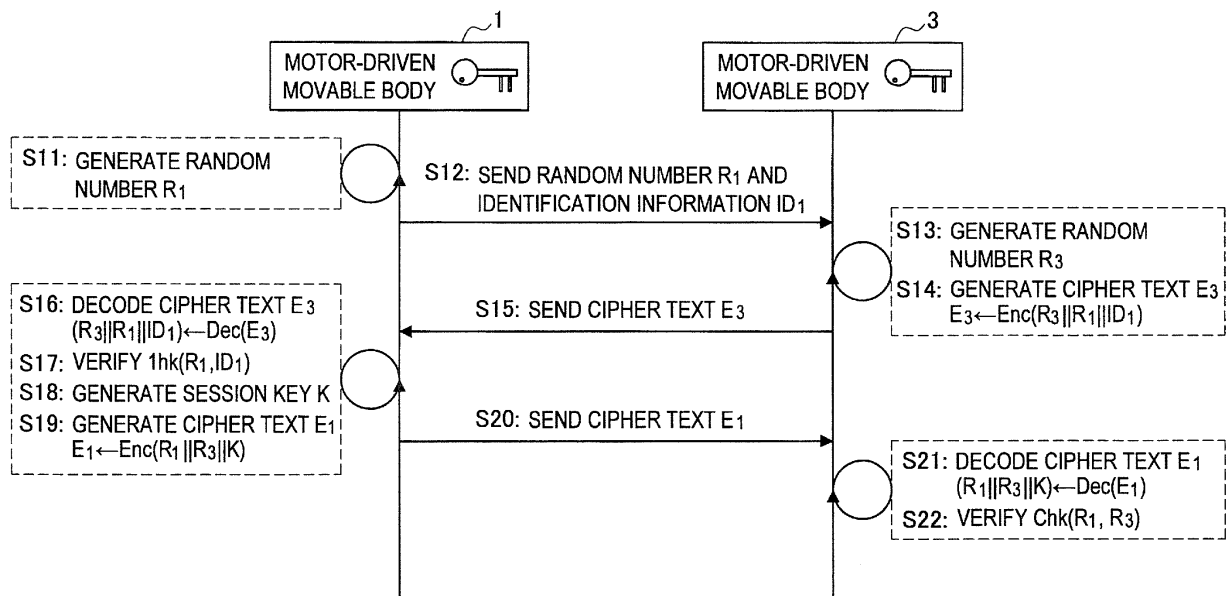 1
MOTOR-DRIVEN
MOVABLE BODY
3
MOTOR-DRIVEN
MOVABLE BODY
S11: GENERATE RANDOM
NUMBER R1
S12: SEND RANDOM NUMBER R1 AND
IDENTIFICATION INFORMATION ID1
S13: GENERATE RANDOM
NUMBER R3
S14: GENERATE CIPHER TEXT E3
E3←Enc(R3||R1||ID1)
S15: SEND CIPHER TEXT E3
S16: DECODE CIPHER TEXT E3
(R3||R1||ID1)←Dec(E3)
S17: VERIFY 1hk(R1,ID1)
S18: GENERATE SESSION KEY K
S19: GENERATE CIPHER TEXT E1
E1←Enc(R1||R3||K)
S20: SEND CIPHER TEXT E1
S21: DECODE CIPHER TEXT E1
(R1||R3||K)←Dec(E1)
S22: VERIFY Chk(R1, R3)